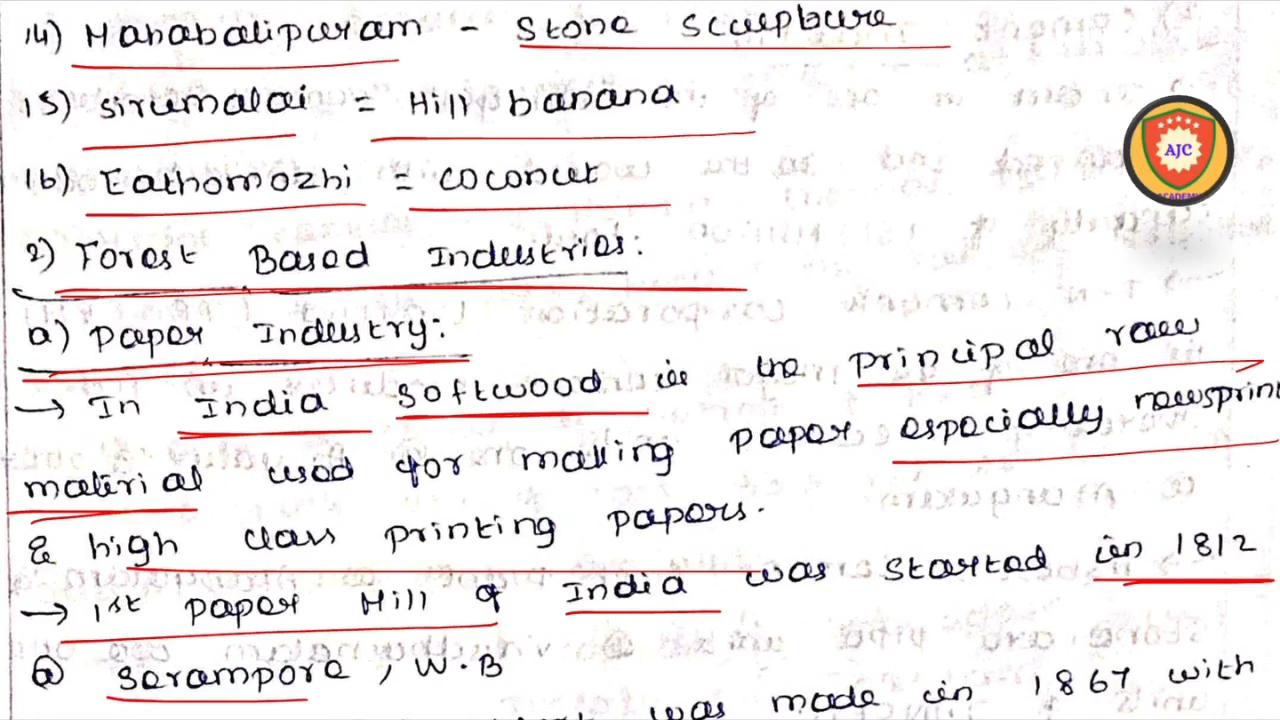 14) Mahabalipuram - Stone Sculpture
15) Sirumalai = Hill banana
16) Eathomozhi = coconut
2) Forest Based Industries:
a) Paper Industry:
→ In India Softwood is the principal raw
material used for making paper especially newsprint
& high class printing papers.
→ 1st paper Mill of India was started in 1812
@ Serampore, W.B
was made in 1867 with
AJC
ACADEMY